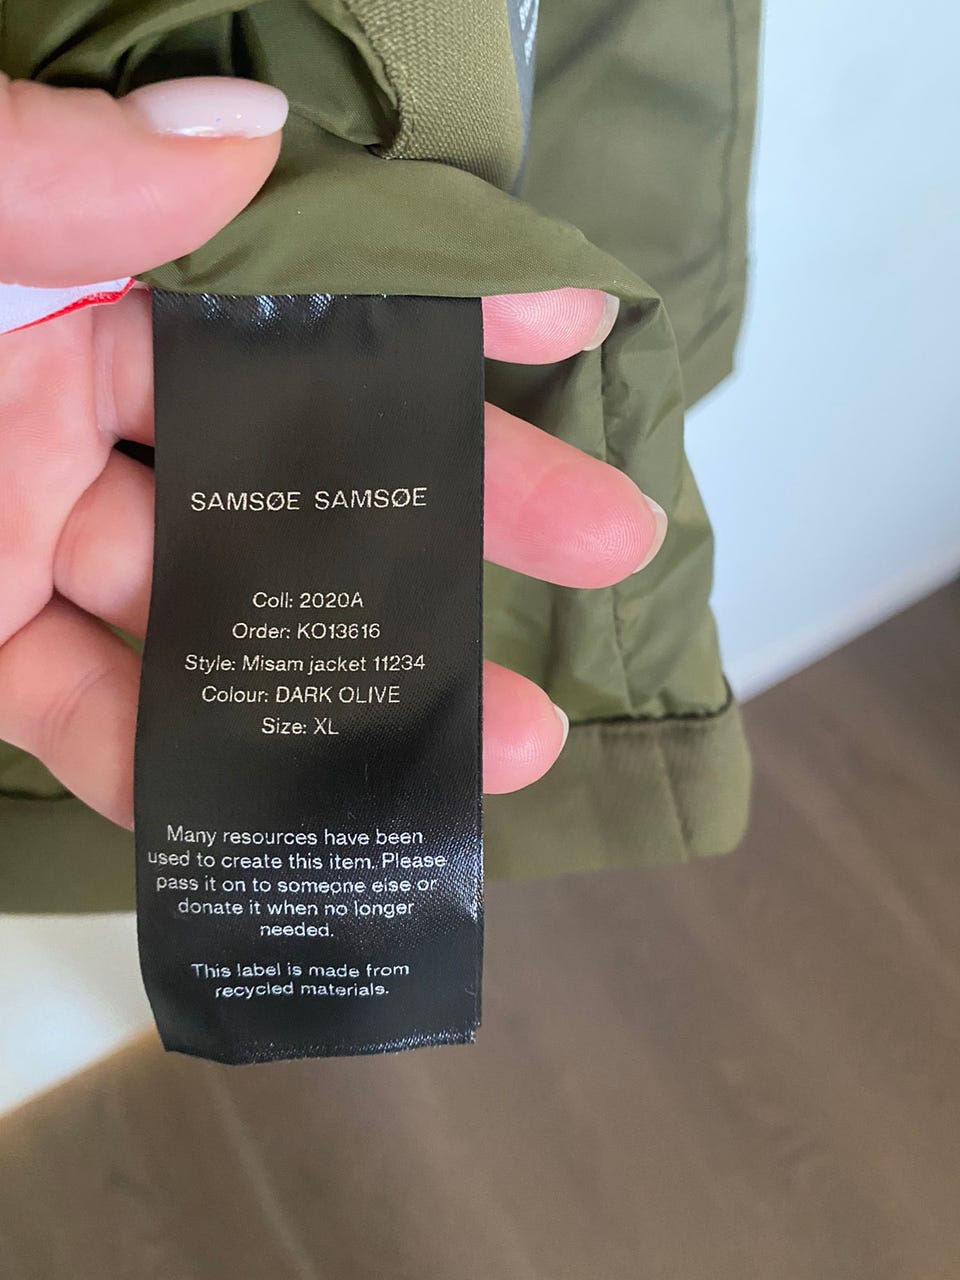 SAMSØE SAMSØE
Coll: 2020A
Order: KO13616
Style: Misam jacket 11234
Colour: DARK OLIVE
Size: XL
Many resources have been
used to create this item. Please
pass it on to someone else or
donate it when no longer
needed.
This label is made from
recycled materials.